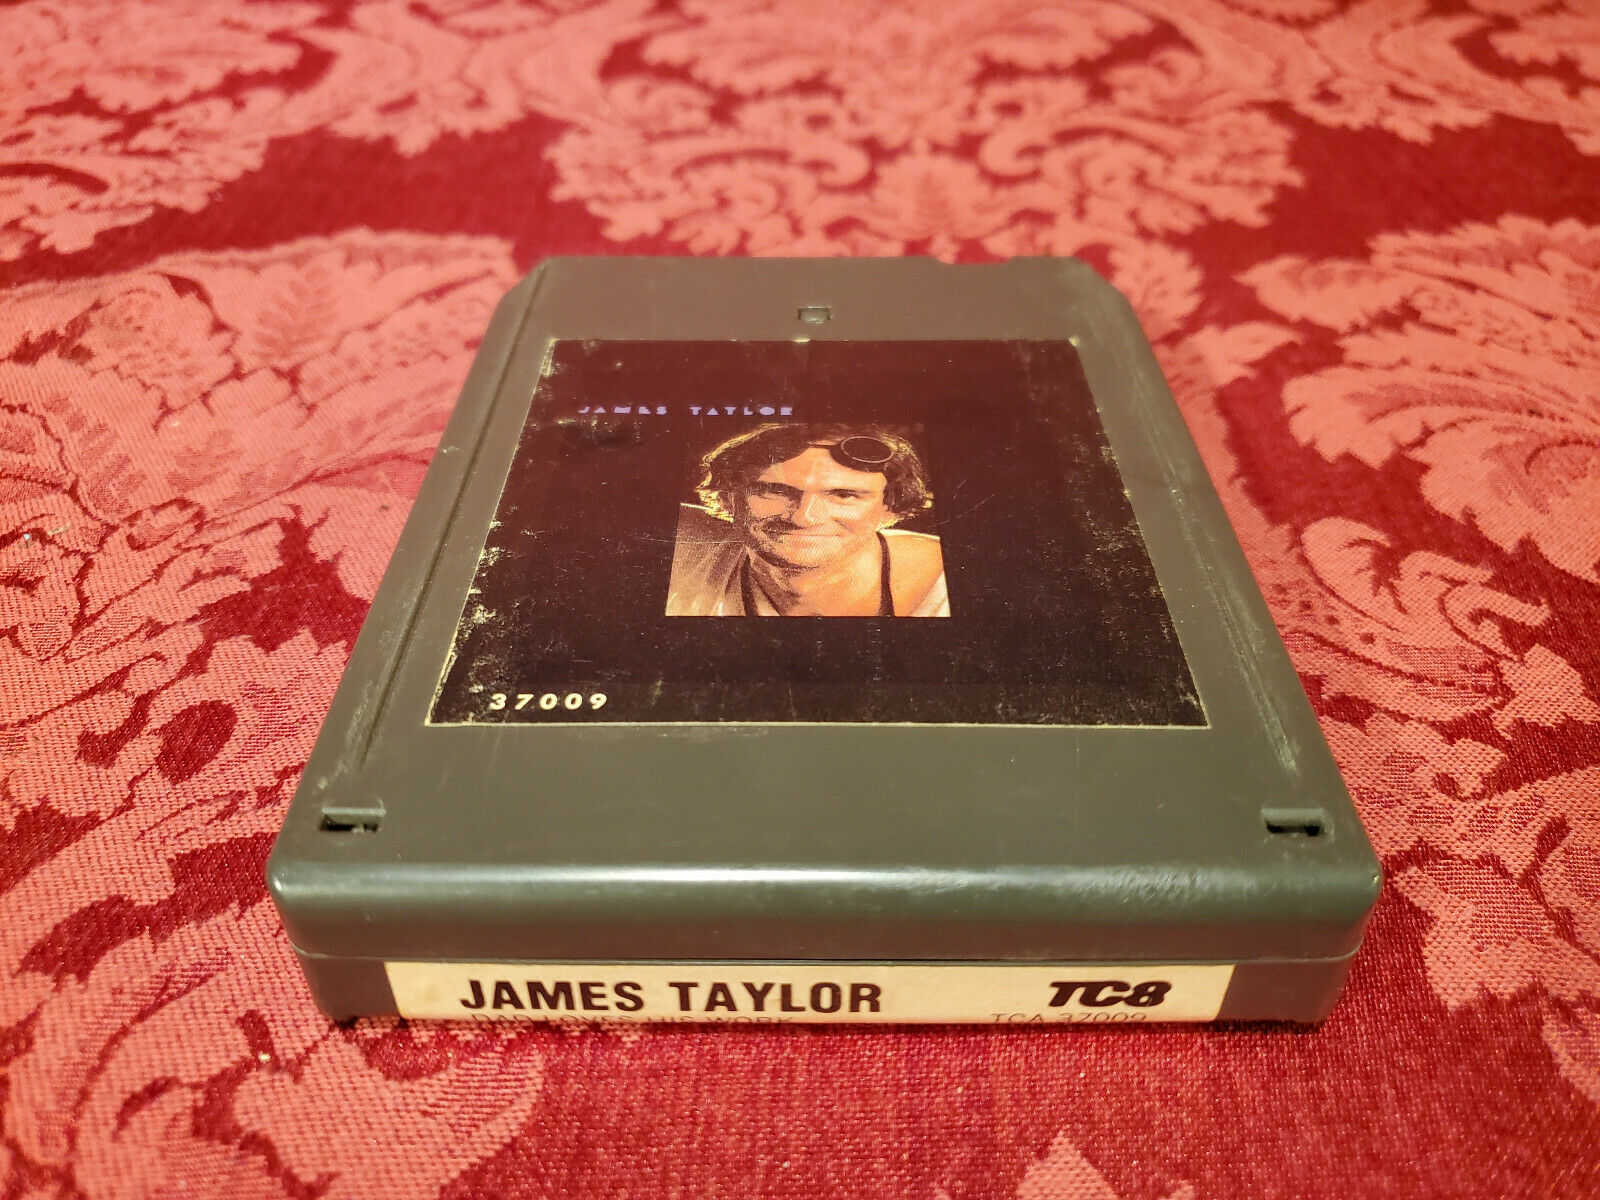 JAMES TAYLOR
37009
JAMES TAYLOR TC8
DAD LOVES HIS WORK TCA 37009